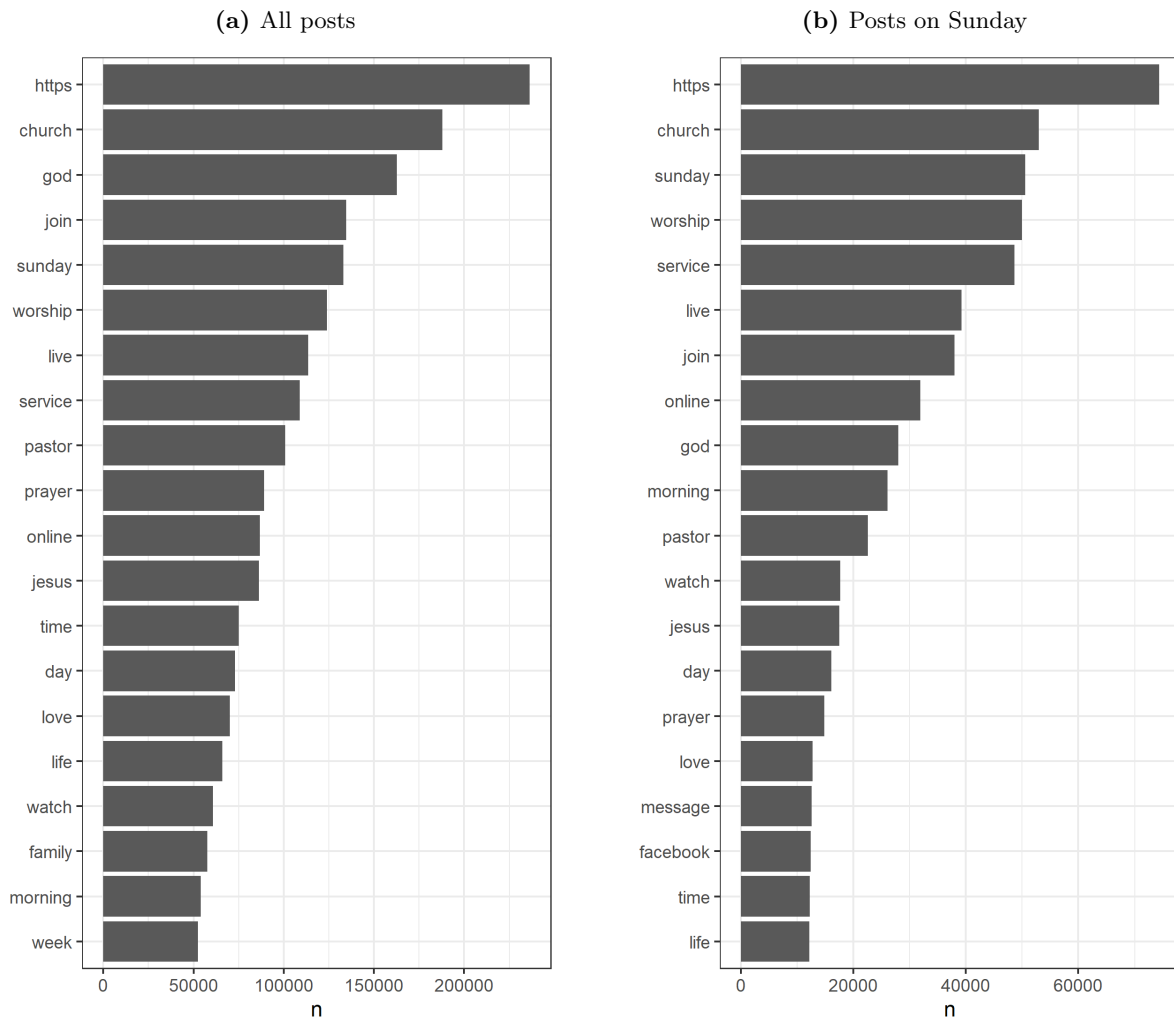 (a) All posts
https
church
god
join
sunday
worship
live
service
pastor
prayer
online
jesus
time
day
love
life
watch
family
morning
week
0 50000 100000 150000 200000
n
(b) Posts on Sunday
https
church
sunday
worship
service
live
join
online
god
morning
pastor
watch
jesus
day
prayer
love
message
facebook
time
life
0 20000 40000 60000
n